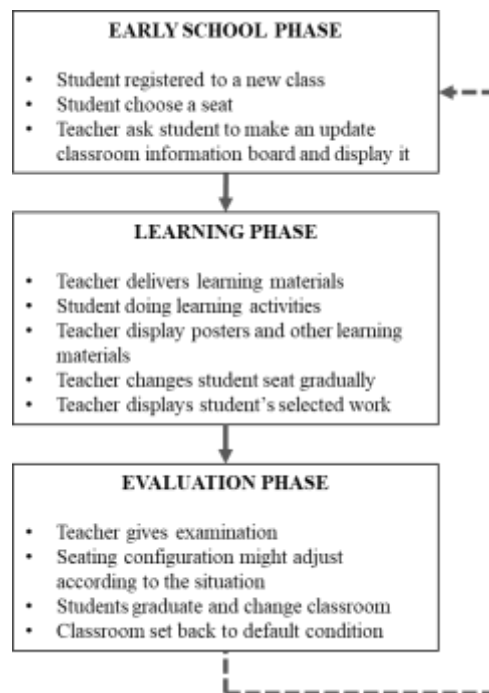 EARLY SCHOOL PHASE
• Student registered to a new class
• Student choose a seat
• Teacher ask student to make an update
classroom information board and display it
LEARNING PHASE
• Teacher delivers learning materials
• Student doing learning activities
• Teacher display posters and other learning
materials
• Teacher changes student seat gradually
• Teacher displays student's selected work
EVALUATION PHASE
• Teacher gives examination
• Seating configuration might adjust
according to the situation
• Students graduate and change classroom
• Classroom set back to default condition